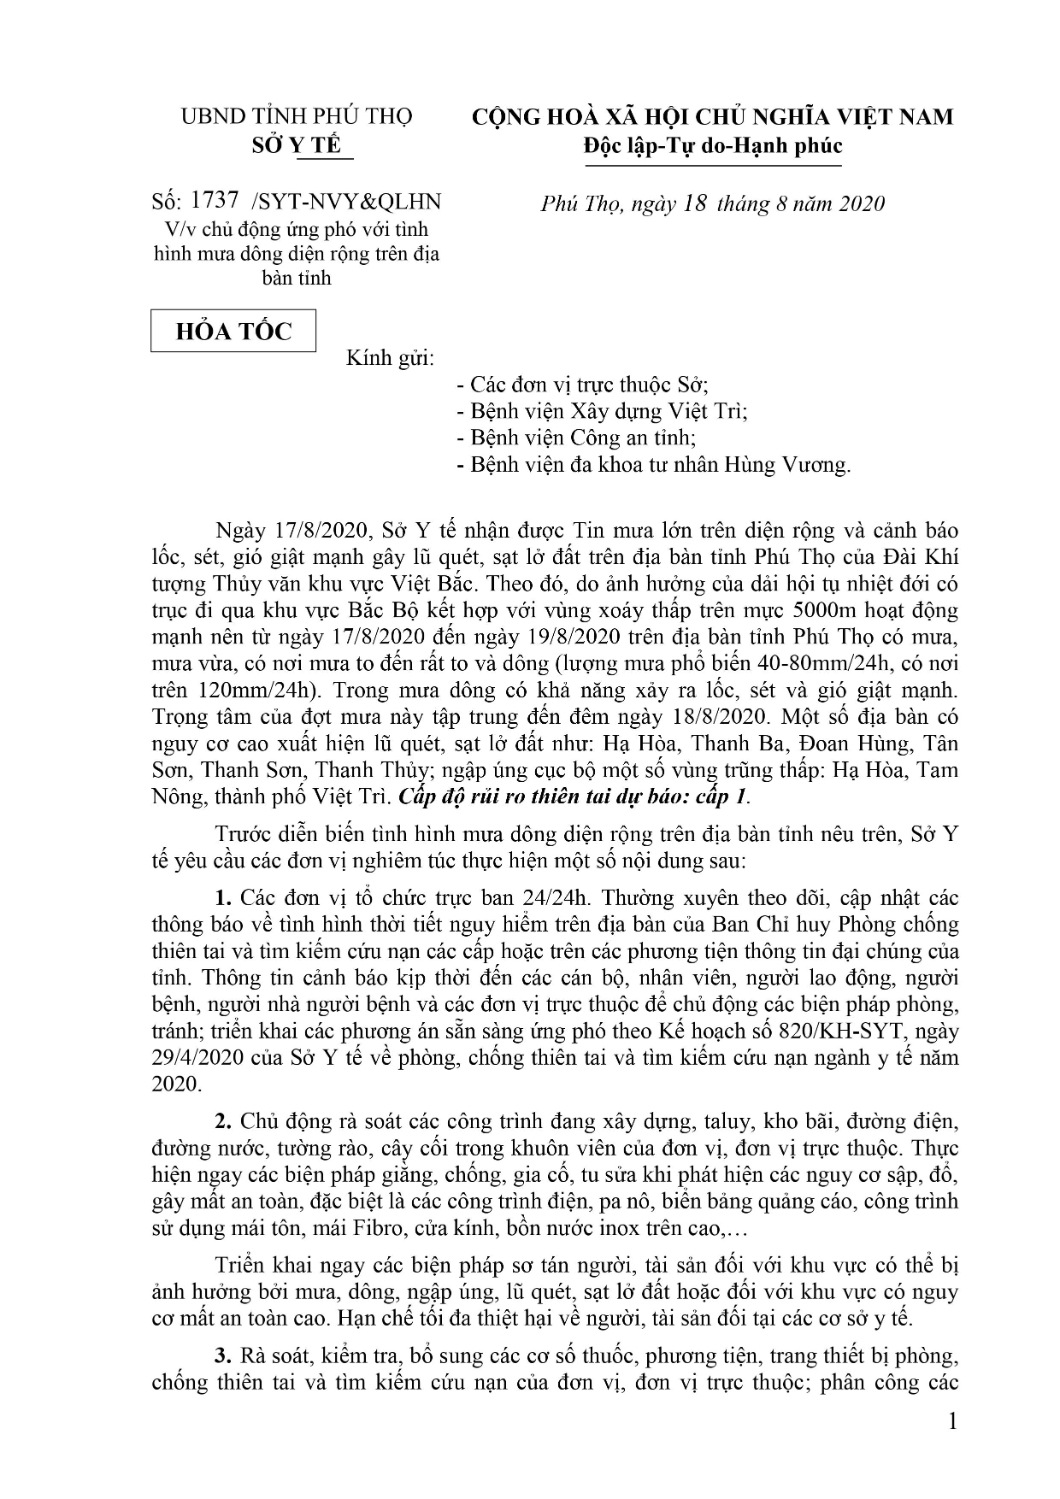 UBND TỈNH PHÚ THỌ
SỞ Y TẾ
CỘNG HOÀ XÃ HỘI CHỦ NGHĨA VIỆT NAM
Độc lập-Tự do-Hạnh phúc
Số: 1737 /SYT-NVY&QLHN
V/v chủ động ứng phó với tình
hình mưa dông diện rộng trên địa
bàn tỉnh
Phú Thọ, ngày 18 tháng 8 năm 2020
HỎA TỐC
Kính gửi:
- Các đơn vị trực thuộc Sở;
- Bệnh viện Xây dựng Việt Trì;
- Bệnh viện Công an tỉnh;
- Bệnh viện đa khoa tư nhân Hùng Vương.
Ngày 17/8/2020, Sở Y tế nhận được Tin mưa lớn trên diện rộng và cảnh báo
lốc, sét, gió giật mạnh gây lũ quét, sạt lở đất trên địa bàn tỉnh Phú Thọ của Đài Khí
tượng Thủy văn khu vực Việt Bắc. Theo đó, do ảnh hưởng của dải hội tụ nhiệt đới có
trục đi qua khu vực Bắc Bộ kết hợp với vùng xoáy thấp trên mực 5000m hoạt động
mạnh nên từ ngày 17/8/2020 đến ngày 19/8/2020 trên địa bàn tỉnh Phú Thọ có mưa,
mưa vừa, có nơi mưa to đến rất to và dông (lượng mưa phổ biến 40-80mm/24h, có nơi
trên 120mm/24h). Trong mưa dông có khả năng xảy ra lốc, sét và gió giật mạnh.
Trọng tâm của đợt mưa này tập trung đến đêm ngày 18/8/2020. Một số địa bàn có
nguy cơ cao xuất hiện lũ quét, sạt lở đất như: Hạ Hòa, Thanh Ba, Đoan Hùng, Tân
Sơn, Thanh Sơn, Thanh Thủy; ngập úng cục bộ một số vùng trũng thấp: Hạ Hòa, Tam
Nông, thành phố Việt Trì. Cấp độ rủi ro thiên tai dự báo: cấp 1.
Trước diễn biến tình hình mưa dông diện rộng trên địa bàn tỉnh nêu trên, Sở Y
tế yêu cầu các đơn vị nghiêm túc thực hiện một số nội dung sau:
1. Các đơn vị tổ chức trực ban 24/24h. Thường xuyên theo dõi, cập nhật các
thông báo về tình hình thời tiết nguy hiểm trên địa bàn của Ban Chỉ huy Phòng chống
thiên tai và tìm kiếm cứu nạn các cấp hoặc trên các phương tiện thông tin đại chúng của
tỉnh. Thông tin cảnh báo kịp thời đến các cán bộ, nhân viên, người lao động, người
bệnh, người nhà người bệnh và các đơn vị trực thuộc để chủ động các biện pháp phòng,
tránh; triển khai các phương án sẵn sàng ứng phó theo Kế hoạch số 820/KH-SYT, ngày
29/4/2020 của Sở Y tế về phòng, chống thiên tai và tìm kiếm cứu nạn ngành y tế năm
2020.
2. Chủ động rà soát các công trình đang xây dựng, taluy, kho bãi, đường điện,
đường nước, tường rào, cây cối trong khuôn viên của đơn vị, đơn vị trực thuộc. Thực
hiện ngay các biện pháp giằng, chống, gia cố, tu sửa khi phát hiện các nguy cơ sập, đổ,
gây mất an toàn, đặc biệt là các công trình điện, pa nô, biển bảng quảng cáo, công trình
sử dụng mái tôn, mái Fibro, cửa kính, bồn nước inox trên cao,…
Triển khai ngay các biện pháp sơ tán người, tài sản đối với khu vực có thể bị
ảnh hưởng bởi mưa, dông, ngập úng, lũ quét, sạt lở đất hoặc đối với khu vực có nguy
cơ mất an toàn cao. Hạn chế tối đa thiệt hại về người, tài sản đối tại các cơ sở y tế.
3. Rà soát, kiểm tra, bổ sung các cơ số thuốc, phương tiện, trang thiết bị phòng,
chống thiên tai và tìm kiếm cứu nạn của đơn vị, đơn vị trực thuộc; phân công các
1